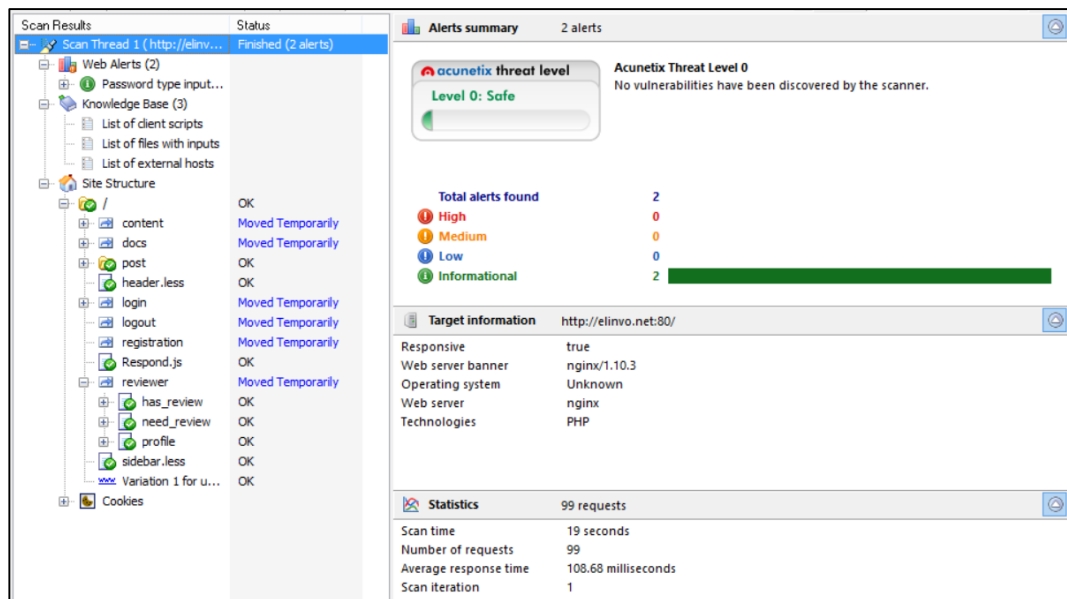 Scan Results Status
Scan Thread 1 ( http://elinv... Finished (2 alerts)
Web Alerts (2)
Password type input...
Knowledge Base (3)
List of client scripts
List of files with inputs
List of external hosts
Site Structure
/ OK
content Moved Temporarily
docs Moved Temporarily
post OK
header.less OK
login Moved Temporarily
logout Moved Temporarily
registration Moved Temporarily
Respond.js OK
reviewer Moved Temporarily
has_review OK
need_review OK
profile OK
sidebar.less OK
Variation 1 for u... OK
Cookies
Alerts summary 2 alerts
acunetix threat level
Level 0: Safe
Acunetix Threat Level 0
No vulnerabilities have been discovered by the scanner.
Total alerts found 2
High 0
Medium 0
Low 0
Informational 2
Target information http://elinvo.net:80/
Responsive true
Web server banner nginx/1.10.3
Operating system Unknown
Web server nginx
Technologies PHP
Statistics 99 requests
Scan time 19 seconds
Number of requests 99
Average response time 108.68 milliseconds
Scan iteration 1